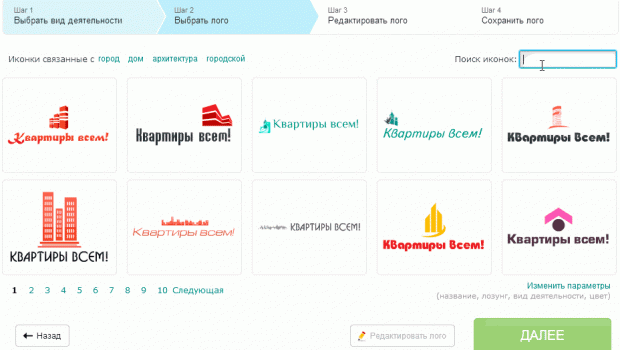 Шаг 1
Выбрать вид деятельности
Шаг 2
Выбрать лого
Шаг 3
Редактировать лого
Шаг 4
Сохранить лого
Иконки связанные с город дом архитектура городской
Поиск иконок:
Квартиры всем!
Квартиры всем!
Квартиры всем!
Квартиры всем!
Квартиры Всем!
КВАРТИРЫ ВСЕМ!
Квартиры всем!
КВАРТИРЫ ВСЕМ!
КВартиры Всем!
Квартиры всем!
1 2 3 4 5 6 7 8 9 10 Следующая
Изменить параметры
(название, лозунг, вид деятельности, цвет)
Назад
Редактировать лого
ДАЛЕЕ